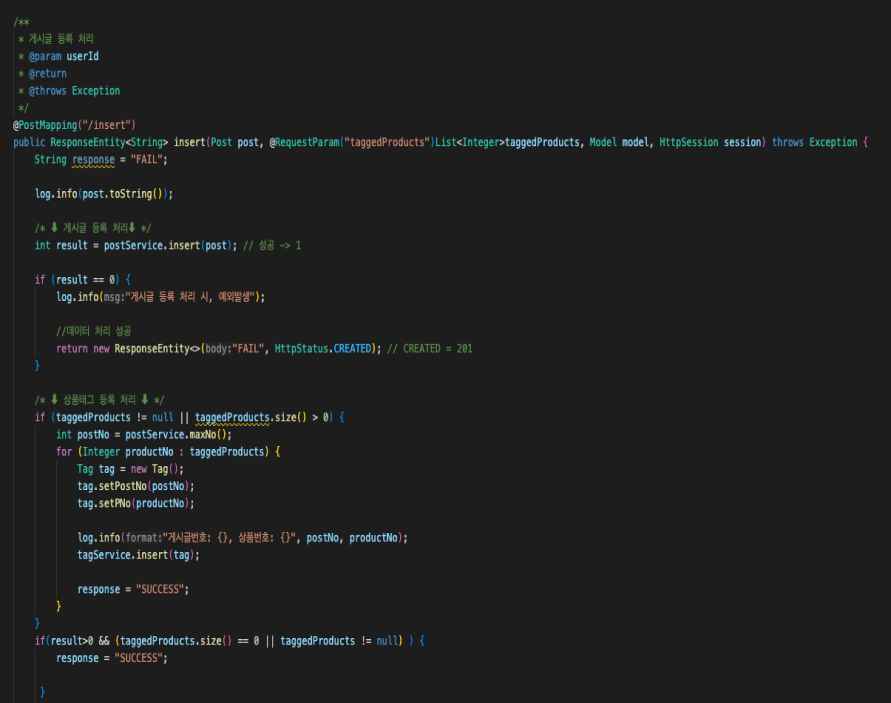 /**
 * 게시글 등록 처리
 * @param userId
 * @return
 * @throws Exception
 */
@PostMapping("/insert")
public ResponseEntity<String> insert(Post post, @RequestParam("taggedProducts")List<Integer>taggedProducts, Model model, HttpSession session) throws Exception {
    String response = "FAIL";

    log.info(post.toString());

    /* ⬇ 게시글 등록 처리⬇ */
    int result = postService.insert(post); // 성공 -> 1

    if (result == 0) {
        log.info(msg:"게시글 등록 처리 시, 예외발생");

        //데이터 처리 성공
        return new ResponseEntity<>(body:"FAIL", HttpStatus.CREATED); // CREATED = 201
    }

    /* ⬇ 상품태그 등록 처리 ⬇ */
    if (taggedProducts != null || taggedProducts.size() > 0) {
        int postNo = postService.maxNo();
        for (Integer productNo : taggedProducts) {
            Tag tag = new Tag();
            tag.setPostNo(postNo);
            tag.setPNo(productNo);

            log.info(format:"게시글번호: {}, 상품번호: {}", postNo, productNo);
            tagService.insert(tag);

            response = "SUCCESS";
        }
    }
    if(result>0 && (taggedProducts.size() == 0 || taggedProducts != null) ) {
        response = "SUCCESS";

     }